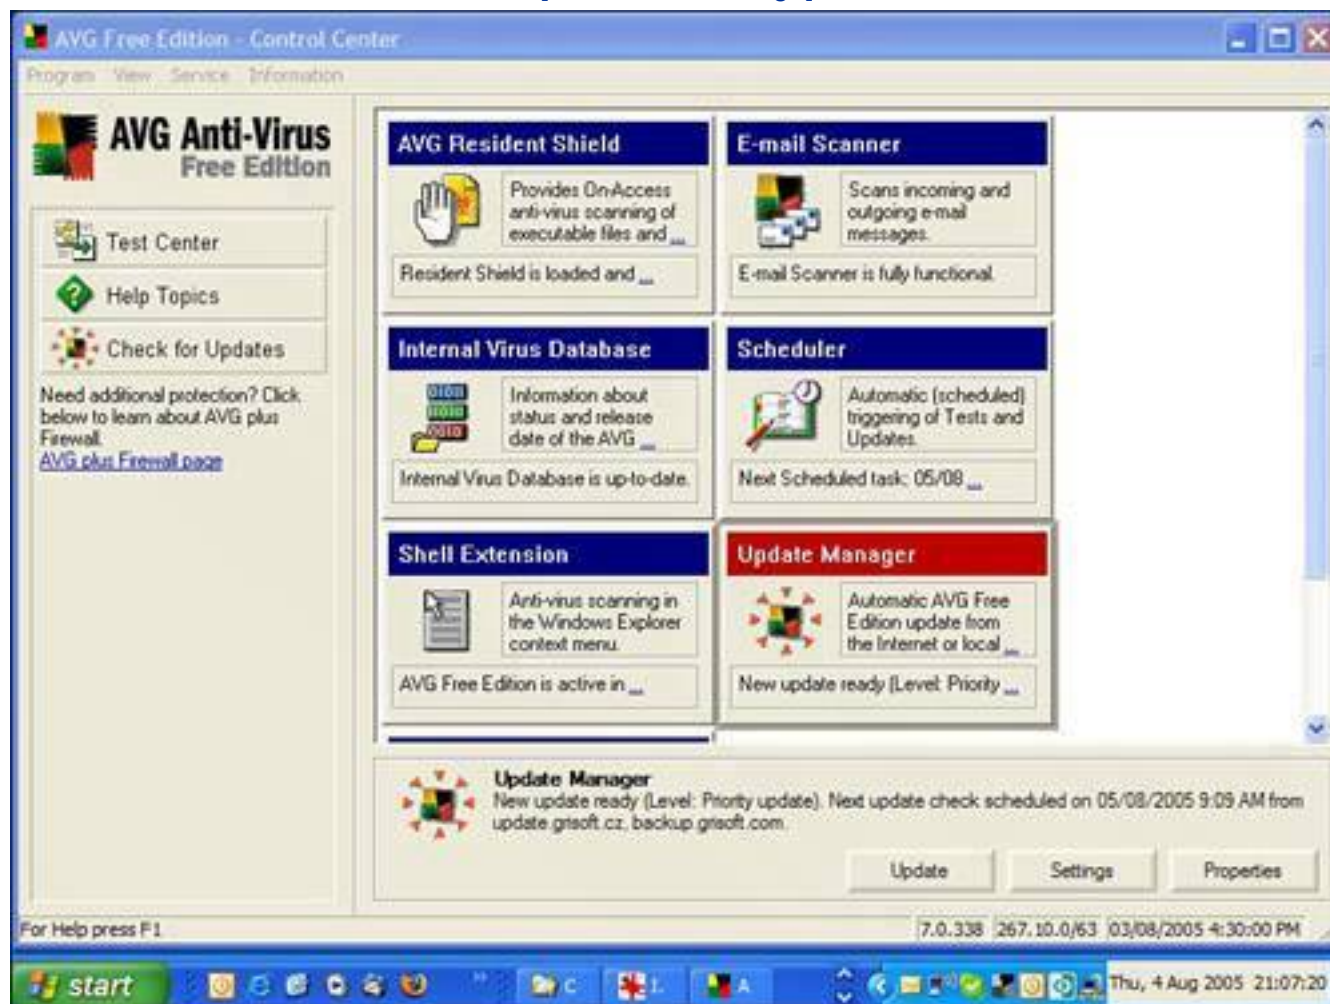 AVG Free Edition - Control Center
Program View Service Information
AVG Anti-Virus
Free Edition
Test Center
Help Topics
Check for Updates
Need additional protection? Click
below to learn about AVG plus
Firewall.
AVG plus Firewall page
AVG Resident Shield
Provides On-Access
anti-virus scanning of
executable files and ...
Resident Shield is loaded and ...
E-mail Scanner
Scans incoming and
outgoing e-mail
messages.
E-mail Scanner is fully functional.
Internal Virus Database
Information about
status and release
date of the AVG ...
Internal Virus Database is up-to-date.
Scheduler
Automatic (scheduled)
triggering of Tests and
Updates.
Next Scheduled task: 05/08 ...
Shell Extension
Anti-virus scanning in
the Windows Explorer
context menu.
AVG Free Edition is active in ...
Update Manager
Automatic AVG Free
Edition update from
the Internet or local ...
New update ready (Level: Priority ...
Update Manager
New update ready (Level: Priority update). Next update check scheduled on 05/08/2005 9:09 AM from
update.grisoft.cz, backup.grisoft.com.
Update Settings Properties
For Help press F1
7.0.338 267.10.0/63 03/08/2005 4:30:00 PM
start
C
A
Thu, 4 Aug 2005 21:07:20